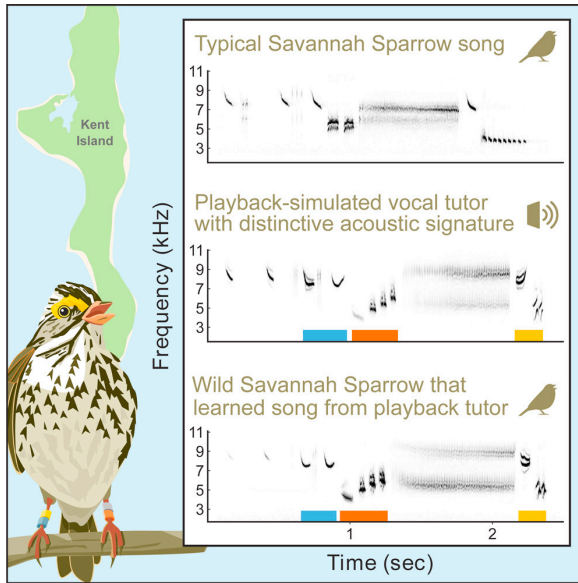 Kent
Island
Frequency (kHz)
Typical Savannah Sparrow song
11
9
7
5
3
Playback-simulated vocal tutor
with distinctive acoustic signature
11
9
7
5
3
Wild Savannah Sparrow that
learned song from playback tutor
11
9
7
5
3
1
2
Time (sec)